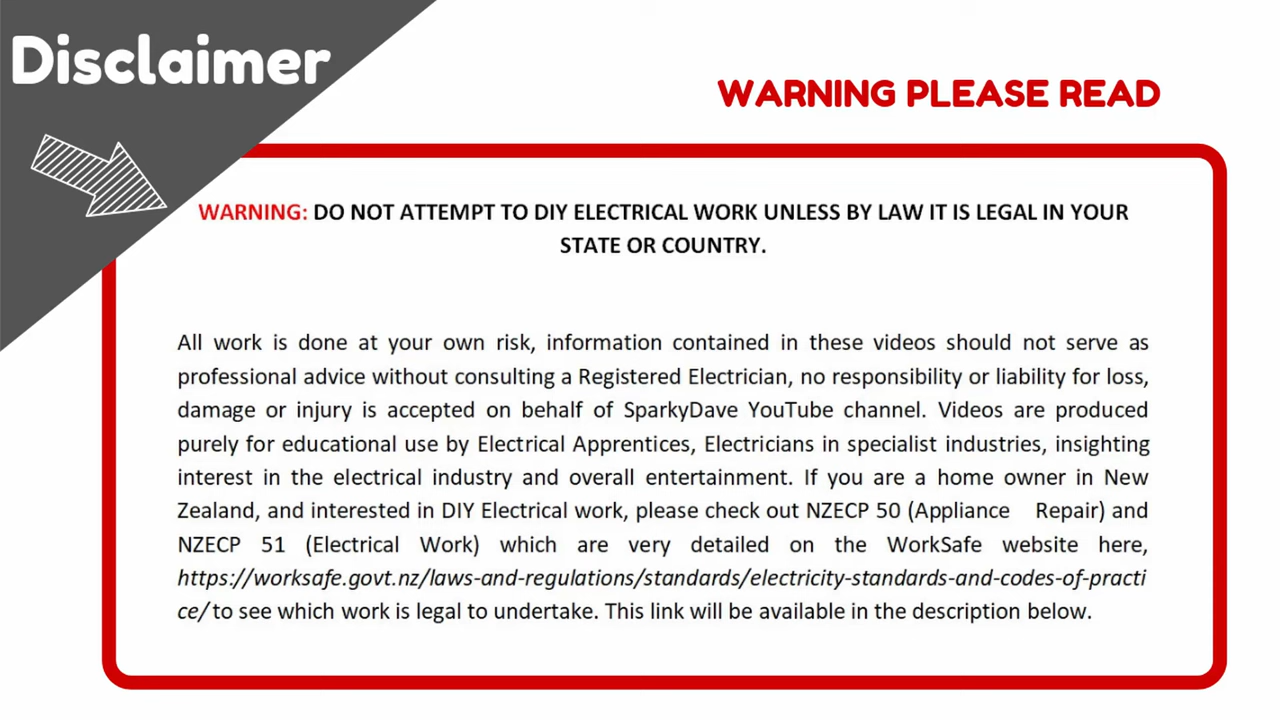 Disclaimer
WARNING PLEASE READ
WARNING: DO NOT ATTEMPT TO DIY ELECTRICAL WORK UNLESS BY LAW IT IS LEGAL IN YOUR
STATE OR COUNTRY.
All work is done at your own risk, information contained in these videos should not serve as
professional advice without consulting a Registered Electrician, no responsibility or liability for loss,
damage or injury is accepted on behalf of SparkyDave YouTube channel. Videos are produced
purely for educational use by Electrical Apprentices, Electricians in specialist industries, insighting
interest in the electrical industry and overall entertainment. If you are a home owner in New
Zealand, and interested in DIY Electrical work, please check out NZECP 50 (Appliance Repair) and
NZECP 51 (Electrical Work) which are very detailed on the WorkSafe website here,
https://worksafe.govt.nz/laws-and-regulations/standards/electricity-standards-and-codes-of-practi
ce/ to see which work is legal to undertake. This link will be available in the description below.